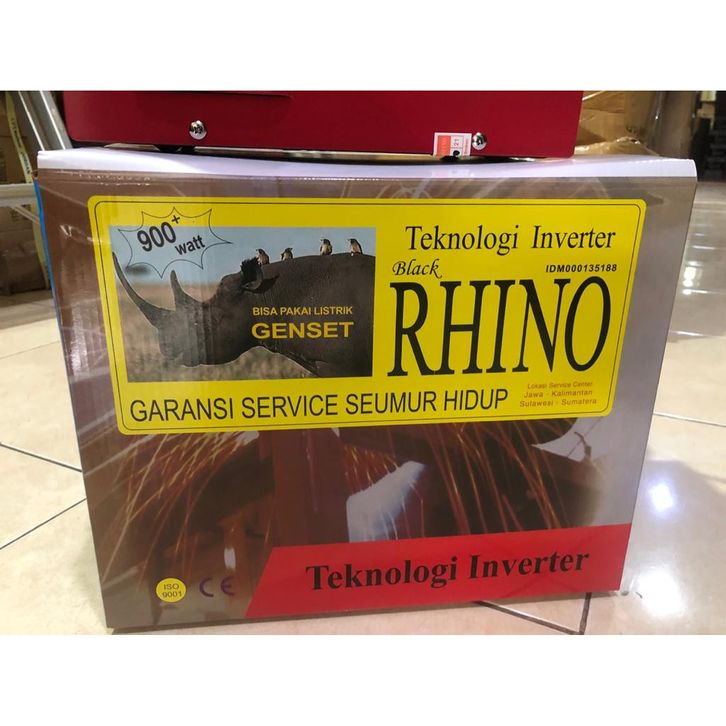 900+
watt
Teknologi Inverter
Black
IDM000135188
RHINO
BISA PAKAI LISTRIK
GENSET
GARANSI SERVICE SEUMUR HIDUP
Lokasi Service Center
Jawa - Kalimantan
Sulawesi - Sumatera
ISO
9001
CE
Teknologi Inverter
21